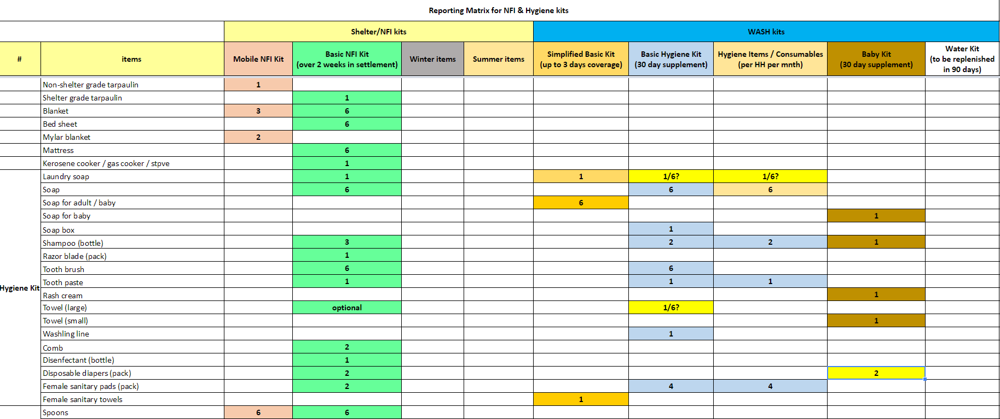 Reporting Matrix for NFI & Hygiene kits
Shelter/NFI kits WASH kits
# items Mobile NFI Kit Basic NFI Kit (over 2 weeks in settlement) Winter items Summer items Simplified Basic Kit (up to 3 days coverage) Basic Hygiene Kit (30 day supplement) Hygiene Items / Consumables (per HH per mnth) Baby Kit (30 day supplement) Water Kit (to be replenished in 90 days)
Non-shelter grade tarpaulin 1
Shelter grade tarpaulin 1
Blanket 3 6
Bed sheet 6
Mylar blanket 2
Mattress 6
Kerosene cooker / gas cooker / stpve 1
Laundry soap 1 1 1/6? 1/6?
Soap 6 6 6
Soap for adult / baby 6
Soap for baby 1
Soap box 1
Shampoo (bottle) 3 2 2 1
Razor blade (pack) 1
Tooth brush 6 6
Hygiene Kit Tooth paste 1 1 1
Rash cream 1
Towel (large) optional 1/6?
Towel (small) 1
Washling line 1
Comb 2
Disenfectant (bottle) 1
Disposable diapers (pack) 2 2
Female sanitary pads (pack) 2 4 4
Female sanitary towels 1
Spoons 6 6